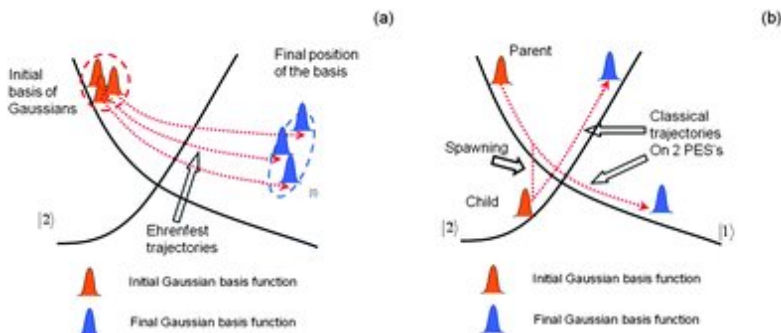 (a)
Initial
basis of
Gaussians
Final position
of the basis
|2⟩
Ehrenfest
trajectories
Initial Gaussian basis function
Final Gaussian basis function
(b)
Parent
Spawning
Child
Classical
trajectories
On 2 PES's
|2⟩
|1⟩
Initial Gaussian basis function
Final Gaussian basis function